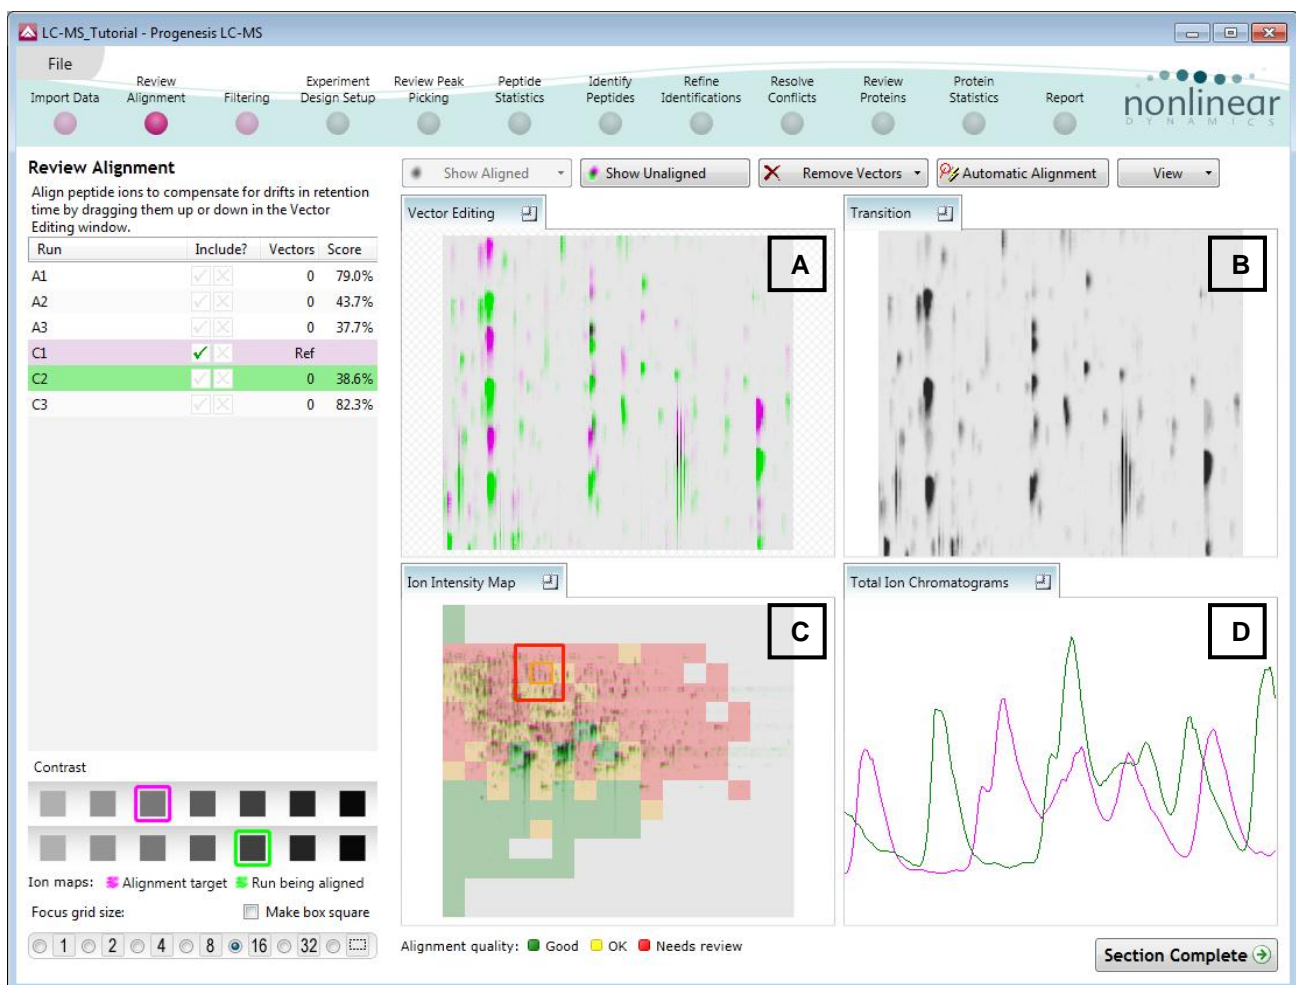 LC-MS_Tutorial - Progenesis LC-MS
File
Import Data
Review Alignment
Filtering
Experiment Design Setup
Review Peak Picking
Peptide Statistics
Identify Peptides
Refine Identifications
Resolve Conflicts
Review Proteins
Protein Statistics
Report
nonlinear
DYNAMICS
Review Alignment
Align peptide ions to compensate for drifts in retention
time by dragging them up or down in the Vector
Editing window.
Run Include? Vectors Score
A1 0 79.0%
A2 0 43.7%
A3 0 37.7%
C1 Ref
C2 0 38.6%
C3 0 82.3%
Contrast
Ion maps: Alignment target Run being aligned
Focus grid size: Make box square
1 2 4 8 16 32
Show Aligned Show Unaligned Remove Vectors Automatic Alignment View
Vector Editing
A
Transition
B
Ion Intensity Map
C
Total Ion Chromatograms
D
Alignment quality: Good OK Needs review
Section Complete